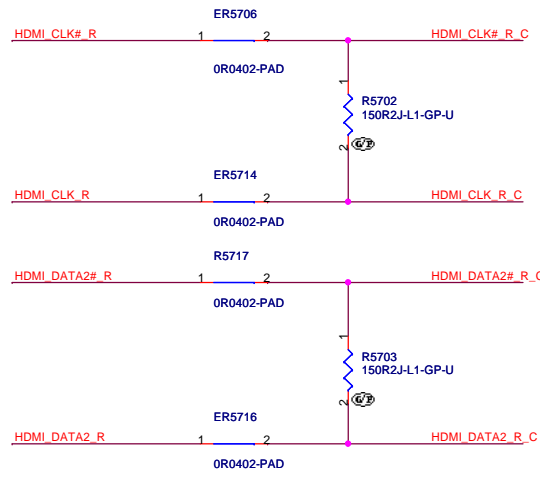 ER5706
HDMI_CLK#_R 1 2 HDMI_CLK#_R_C
0R0402-PAD
1
R5702
150R2J-L1-GP-U
2 G/P
ER5714
HDMI_CLK_R 1 2 HDMI_CLK_R_C
0R0402-PAD
R5717
HDMI_DATA2#_R 1 2 HDMI_DATA2#_R_C
0R0402-PAD
1
R5703
150R2J-L1-GP-U
2 G/P
ER5716
HDMI_DATA2_R 1 2 HDMI_DATA2_R_C
0R0402-PAD